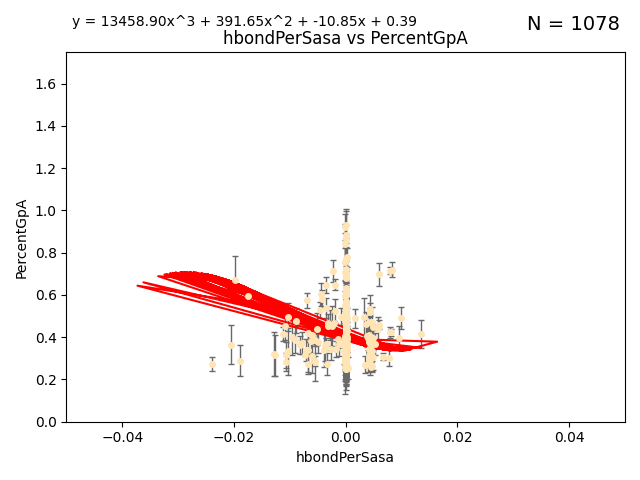 y = 13458.90x^3 + 391.65x^2 + -10.85x + 0.39
N = 1078
hbondPerSasa vs PercentGpA
PercentGpA
1.6
1.4
1.2
1.0
0.8
0.6
0.4
0.2
0.0
−0.04 −0.02 0.00 0.02 0.04
hbondPerSasa